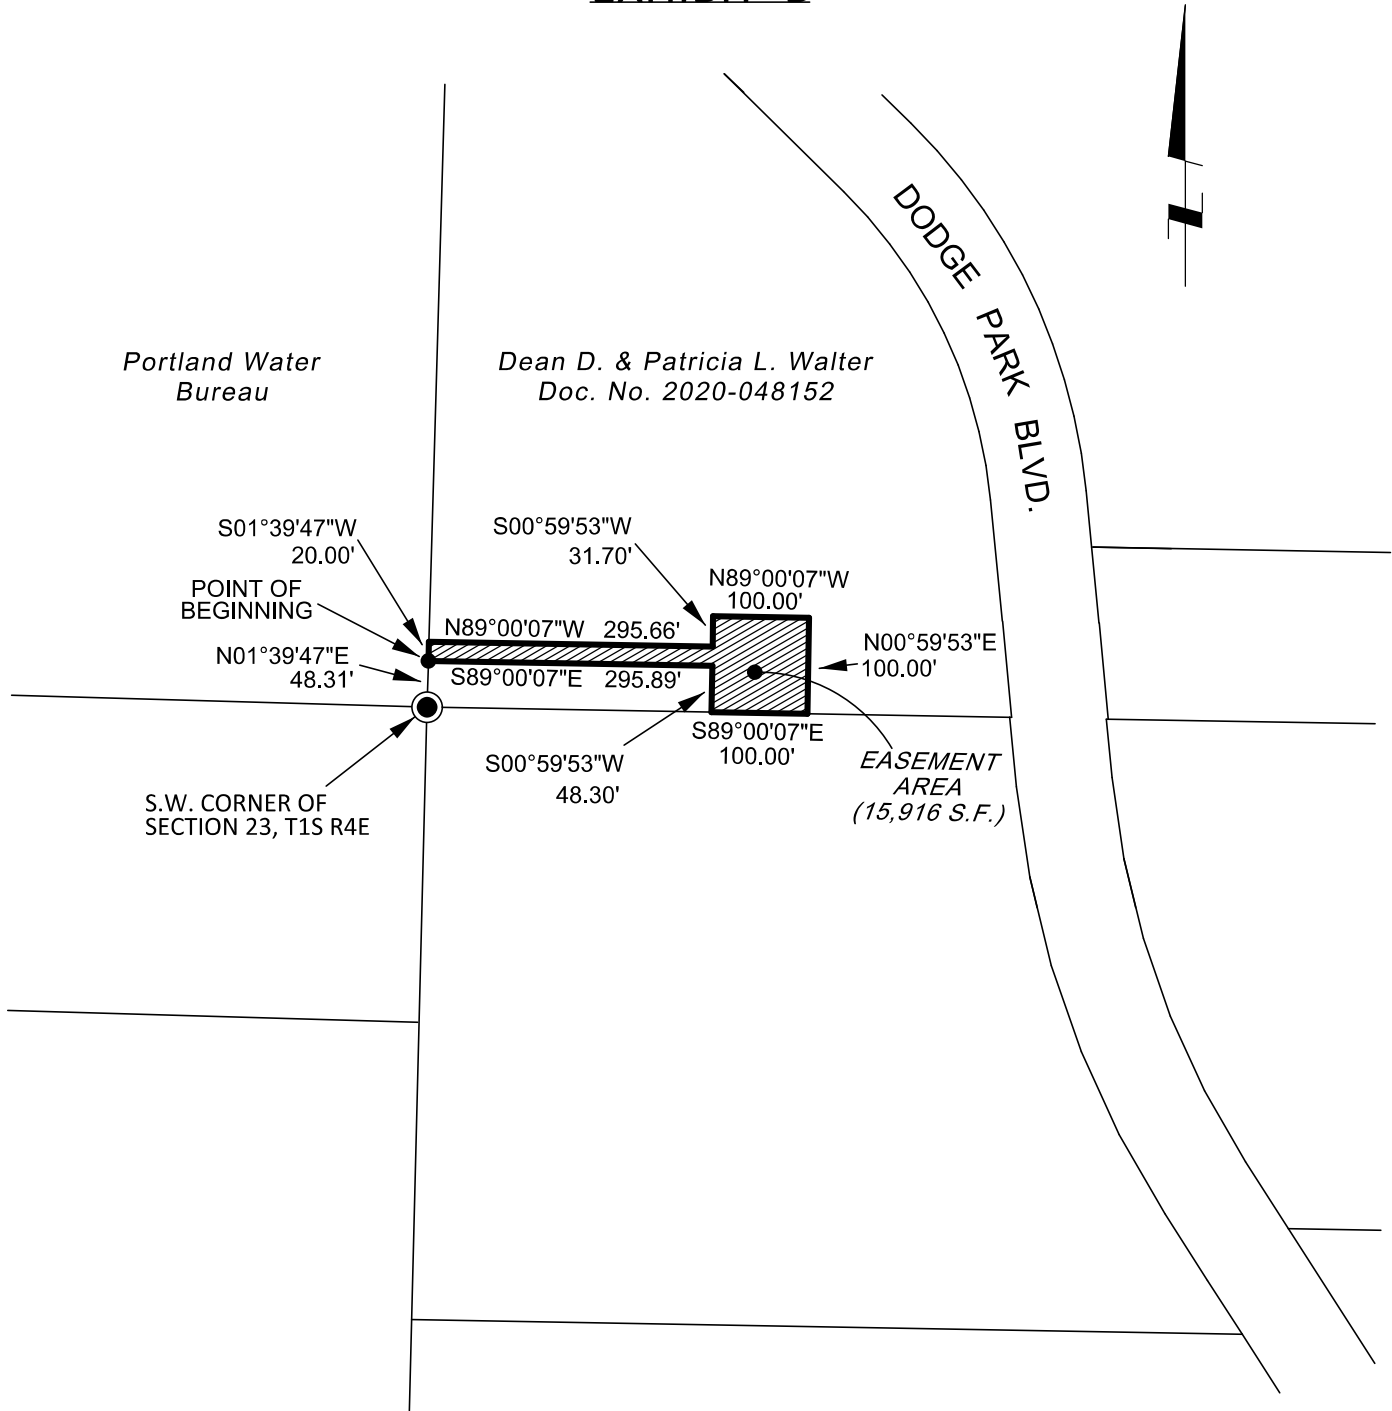 DODGE PARK BLVD.
Portland Water
Bureau
Dean D. & Patricia L. Walter
Doc. No. 2020-048152
S01°39'47"W
20.00'
S00°59'53"W
31.70'
POINT OF
BEGINNING
N89°00'07"W
100.00'
N89°00'07"W 295.66'
N00°59'53"E
100.00'
N01°39'47"E
48.31'
S89°00'07"E 295.89'
S89°00'07"E
100.00'
S00°59'53"W
48.30'
EASEMENT
AREA
(15,916 S.F.)
S.W. CORNER OF
SECTION 23, T1S R4E